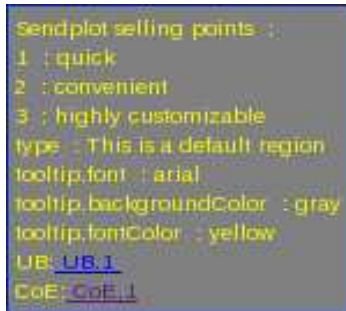 Sendplot selling points :
1 : quick
2 : convenient
3 : highly customizable
type : This is a default region
tooltip.font : arial
tooltip.backgroundColor : gray
tooltip.fontColor : yellow
UB: UB.1
CoE: CoE.1